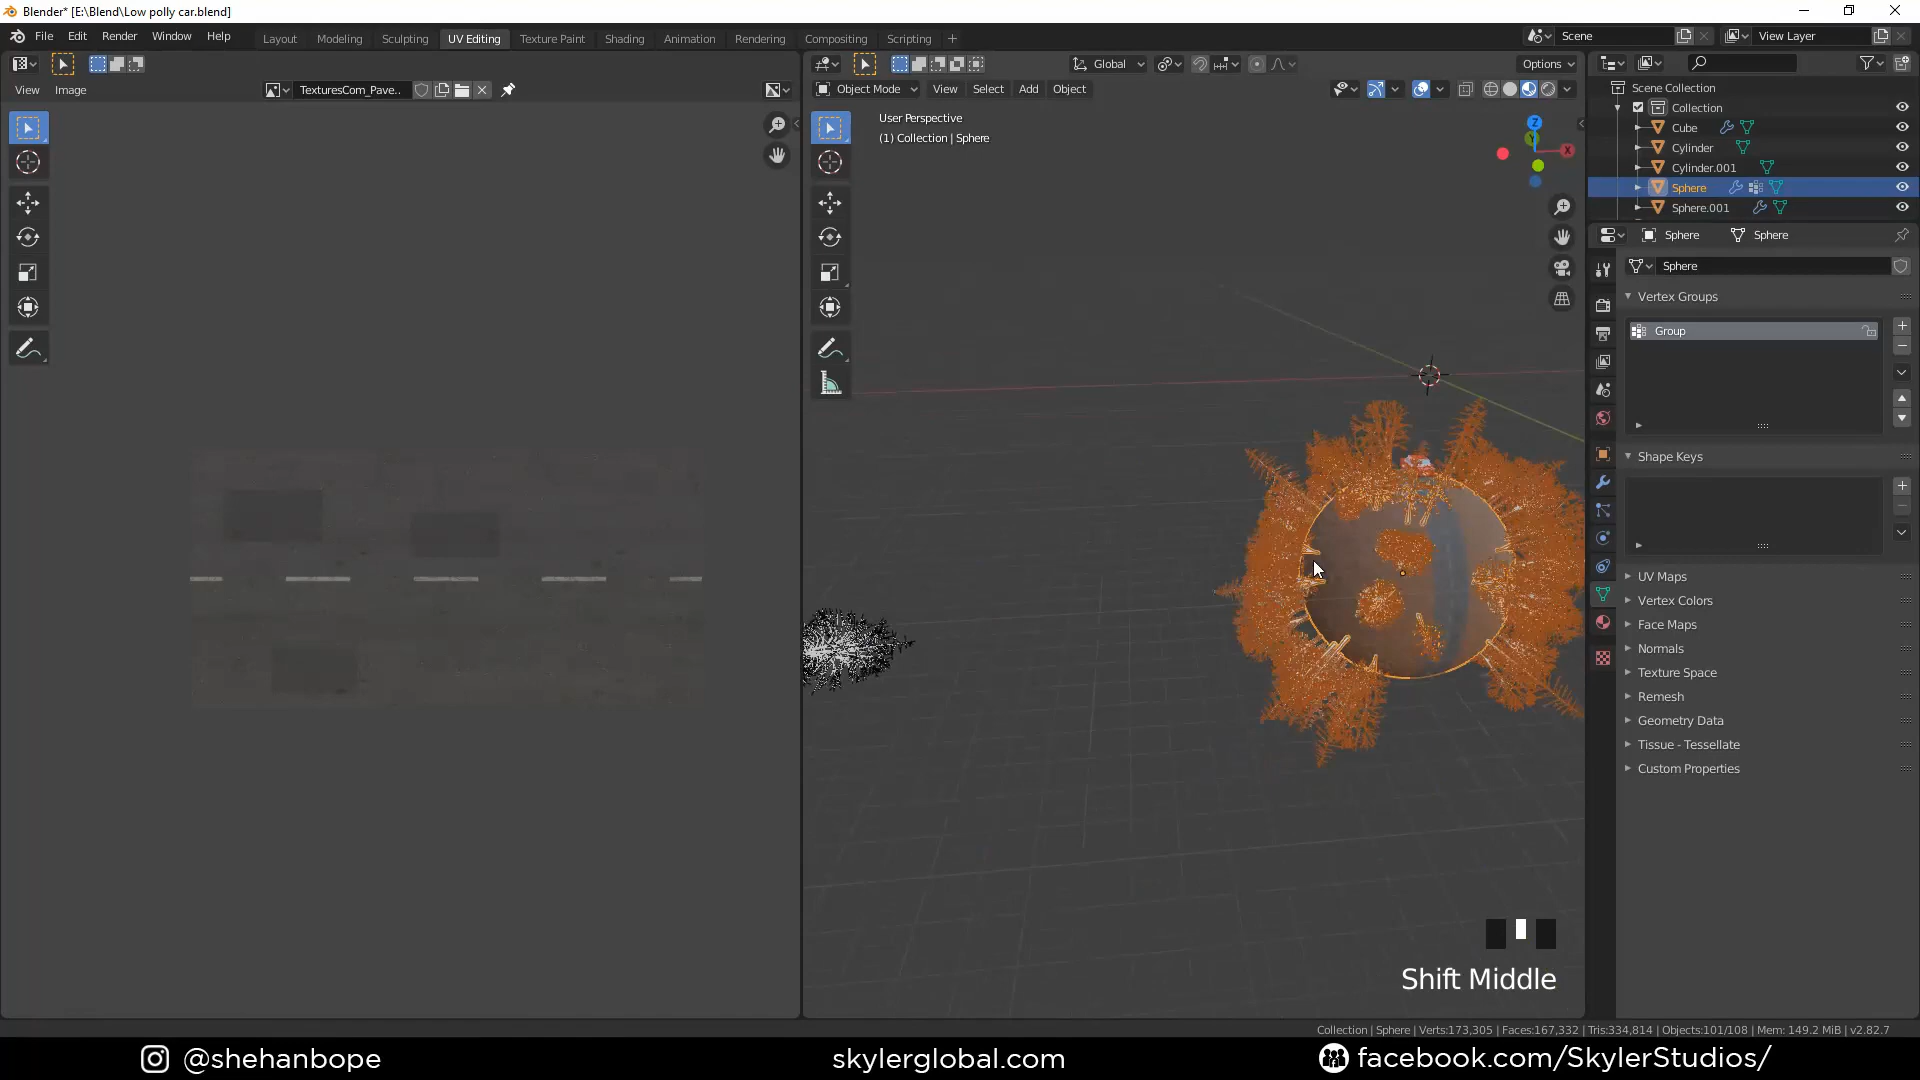 Blender* [E:\Blend\Low polly car.blend]
File Edit Render Window Help Layout Modeling Sculpting UV Editing Texture Paint Shading Animation Rendering Compositing Scripting + Scene View Layer
Global Options
View Image TexturesCom_Pave.. Object Mode View Select Add Object
Scene Collection
Collection
Cube
Cylinder
Cylinder.001
Sphere
Sphere.001
User Perspective
(1) Collection | Sphere
Z
Y
X
Sphere Sphere
Sphere
Vertex Groups
Group
Shape Keys
UV Maps
Vertex Colors
Face Maps
Normals
Texture Space
Remesh
Geometry Data
Tissue - Tessellate
Custom Properties
Shift Middle
Collection | Sphere | Verts:173,305 | Faces:167,332 | Tris:334,814 | Objects:101/108 | Mem: 149.2 MiB | v2.82.7
@shehanbope skylerglobal.com facebook.com/SkylerStudios/